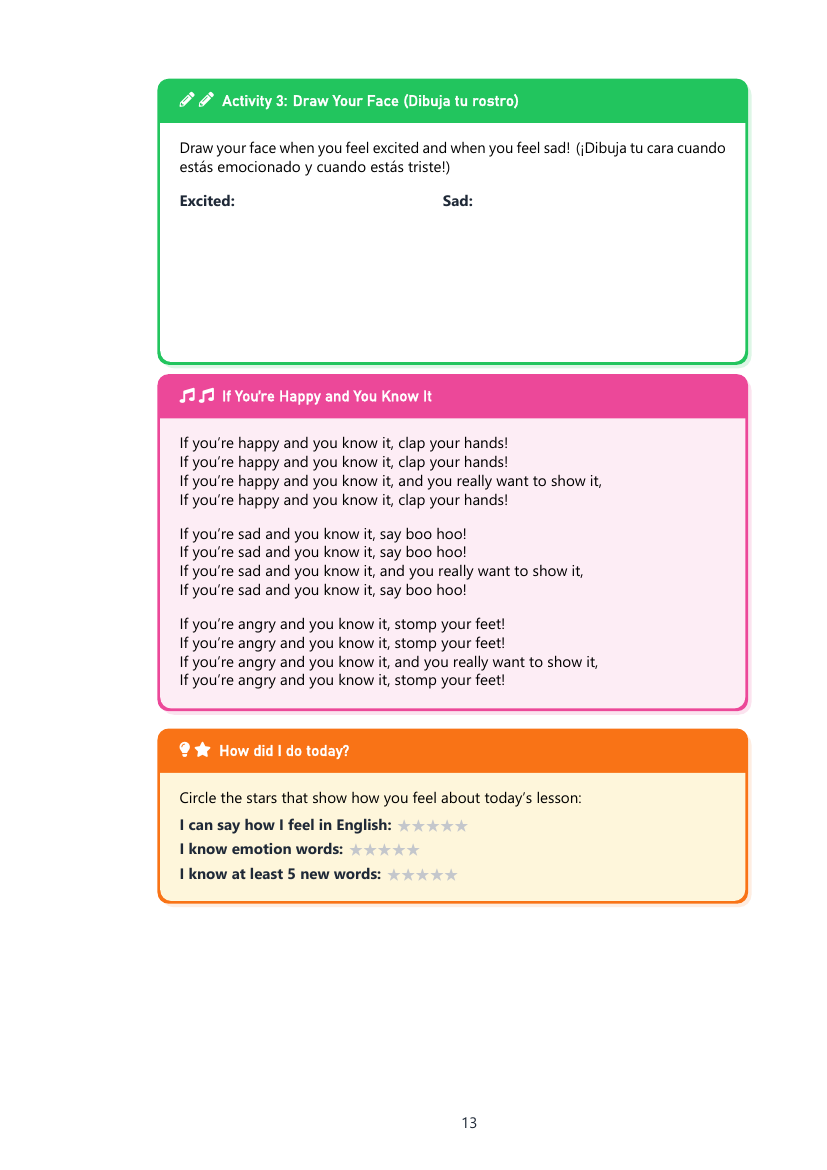 Activity 3: Draw Your Face (Dibuja tu rostro)
Draw your face when you feel excited and when you feel sad! (¡Dibuja tu cara cuando
estás emocionado y cuando estás triste!)
Excited: Sad:
If You're Happy and You Know It
If you’re happy and you know it, clap your hands!
If you’re happy and you know it, clap your hands!
If you’re happy and you know it, and you really want to show it,
If you’re happy and you know it, clap your hands!
If you’re sad and you know it, say boo hoo!
If you’re sad and you know it, say boo hoo!
If you’re sad and you know it, and you really want to show it,
If you’re sad and you know it, say boo hoo!
If you’re angry and you know it, stomp your feet!
If you’re angry and you know it, stomp your feet!
If you’re angry and you know it, and you really want to show it,
If you’re angry and you know it, stomp your feet!
How did I do today?
Circle the stars that show how you feel about today’s lesson:
I can say how I feel in English: ★★★★★
I know emotion words: ★★★★★
I know at least 5 new words: ★★★★★
13